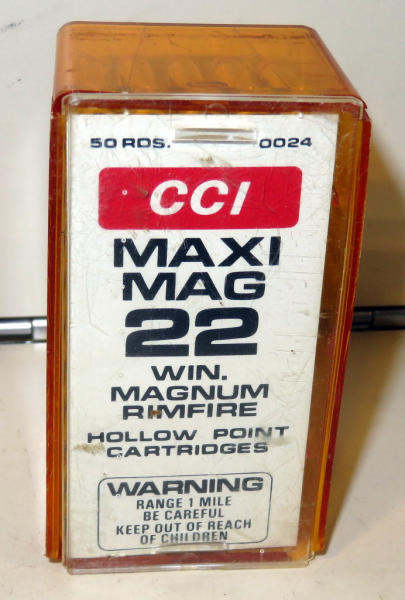 50 RDS. 0024
CCI
MAXI
MAG
22
WIN.
MAGNUM
RIMFIRE
HOLLOW POINT
CARTRIDGES
WARNING
RANGE 1 MILE
BE CAREFUL
KEEP OUT OF REACH
OF CHILDREN